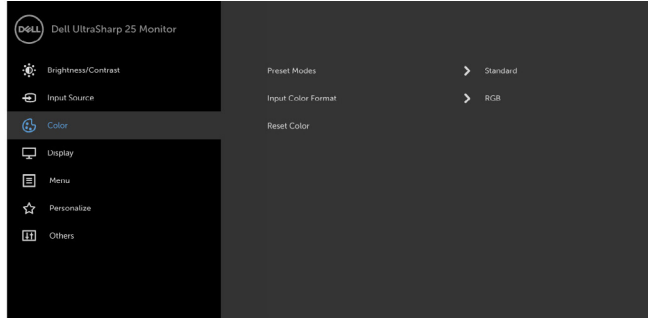 DELL Dell UltraSharp 25 Monitor
Brightness/Contrast Preset Modes Standard
Input Source Input Color Format RGB
Color Reset Color
Display
Menu
Personalize
Others